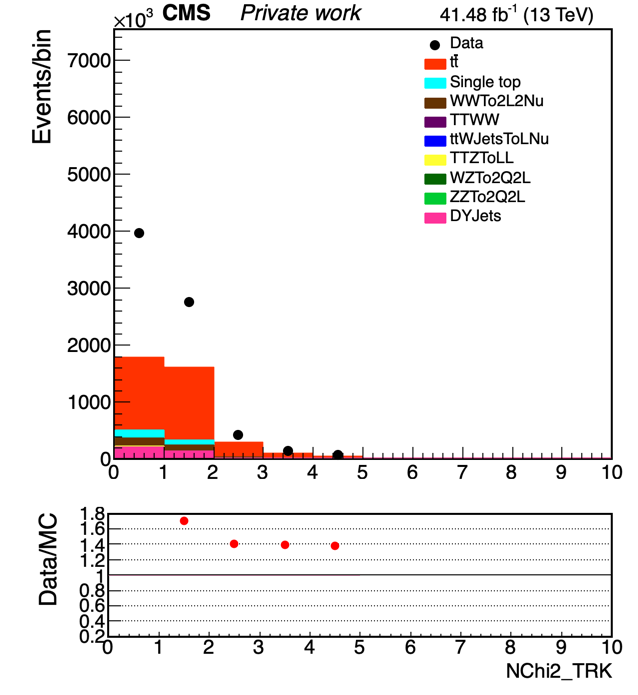 ×10³ CMS Private work 41.48 fb⁻¹ (13 TeV)
Events/bin
7000
6000
5000
4000
3000
2000
1000
0
Data
tt̄
Single top
WWTo2L2Nu
TTWW
ttWJetsToLNu
TTZToLL
WZTo2Q2L
ZZTo2Q2L
DYJets
0 1 2 3 4 5 6 7 8 9 10
Data/MC
1.8
1.6
1.4
1.2
1
0.8
0.6
0.4
0.2
0 1 2 3 4 5 6 7 8 9 10
NChi2_TRK